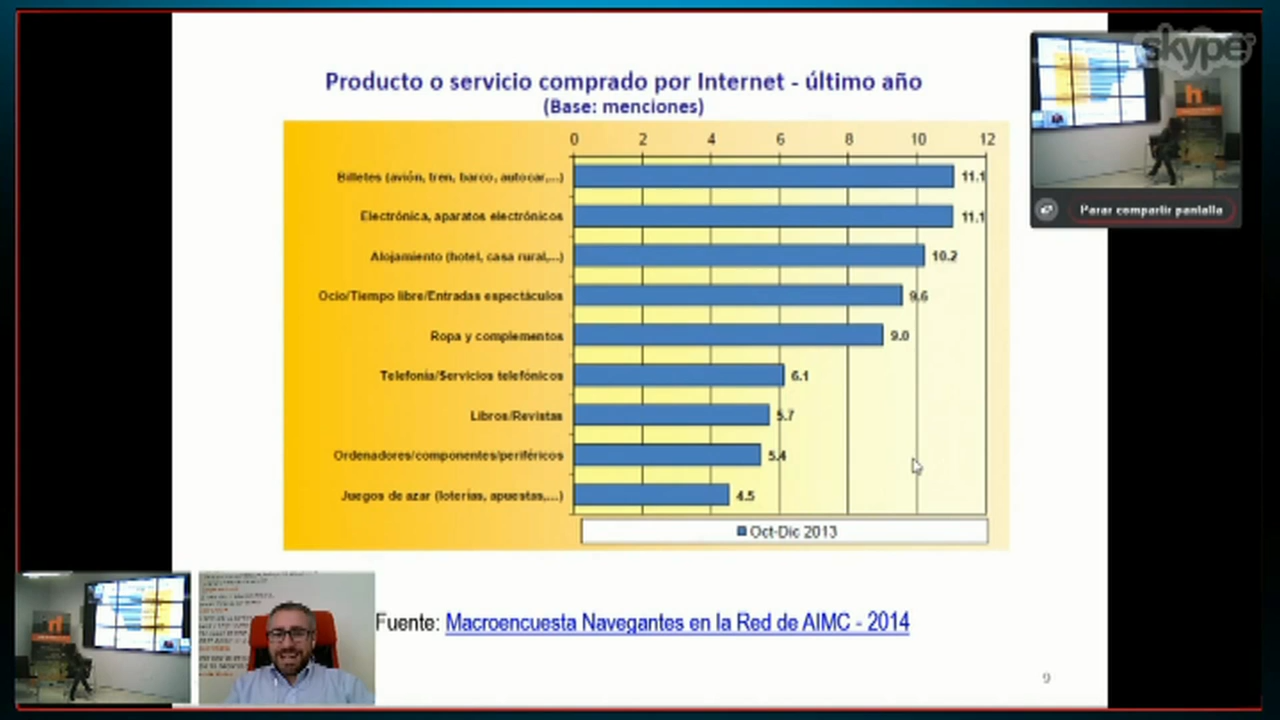 skype
Producto o servicio comprado por Internet - último año
(Base: menciones)
0 2 4 6 8 10 12
Billetes (avión, tren, barco, autocar,...) 11.1
Electrónica, aparatos electrónicos 11.1
Alojamiento (hotel, casa rural,...) 10.2
Ocio/Tiempo libre/Entradas espectáculos 9.6
Ropa y complementos 9.0
Telefonía/Servicios telefónicos 6.1
Libros/Revistas 5.7
Ordenadores/componentes/periféricos 5.4
Juegos de azar (loterías, apuestas,...) 4.5
Oct-Dic 2013
Parar compartir pantalla
Fuente: Macroencuesta Navegantes en la Red de AIMC - 2014
9